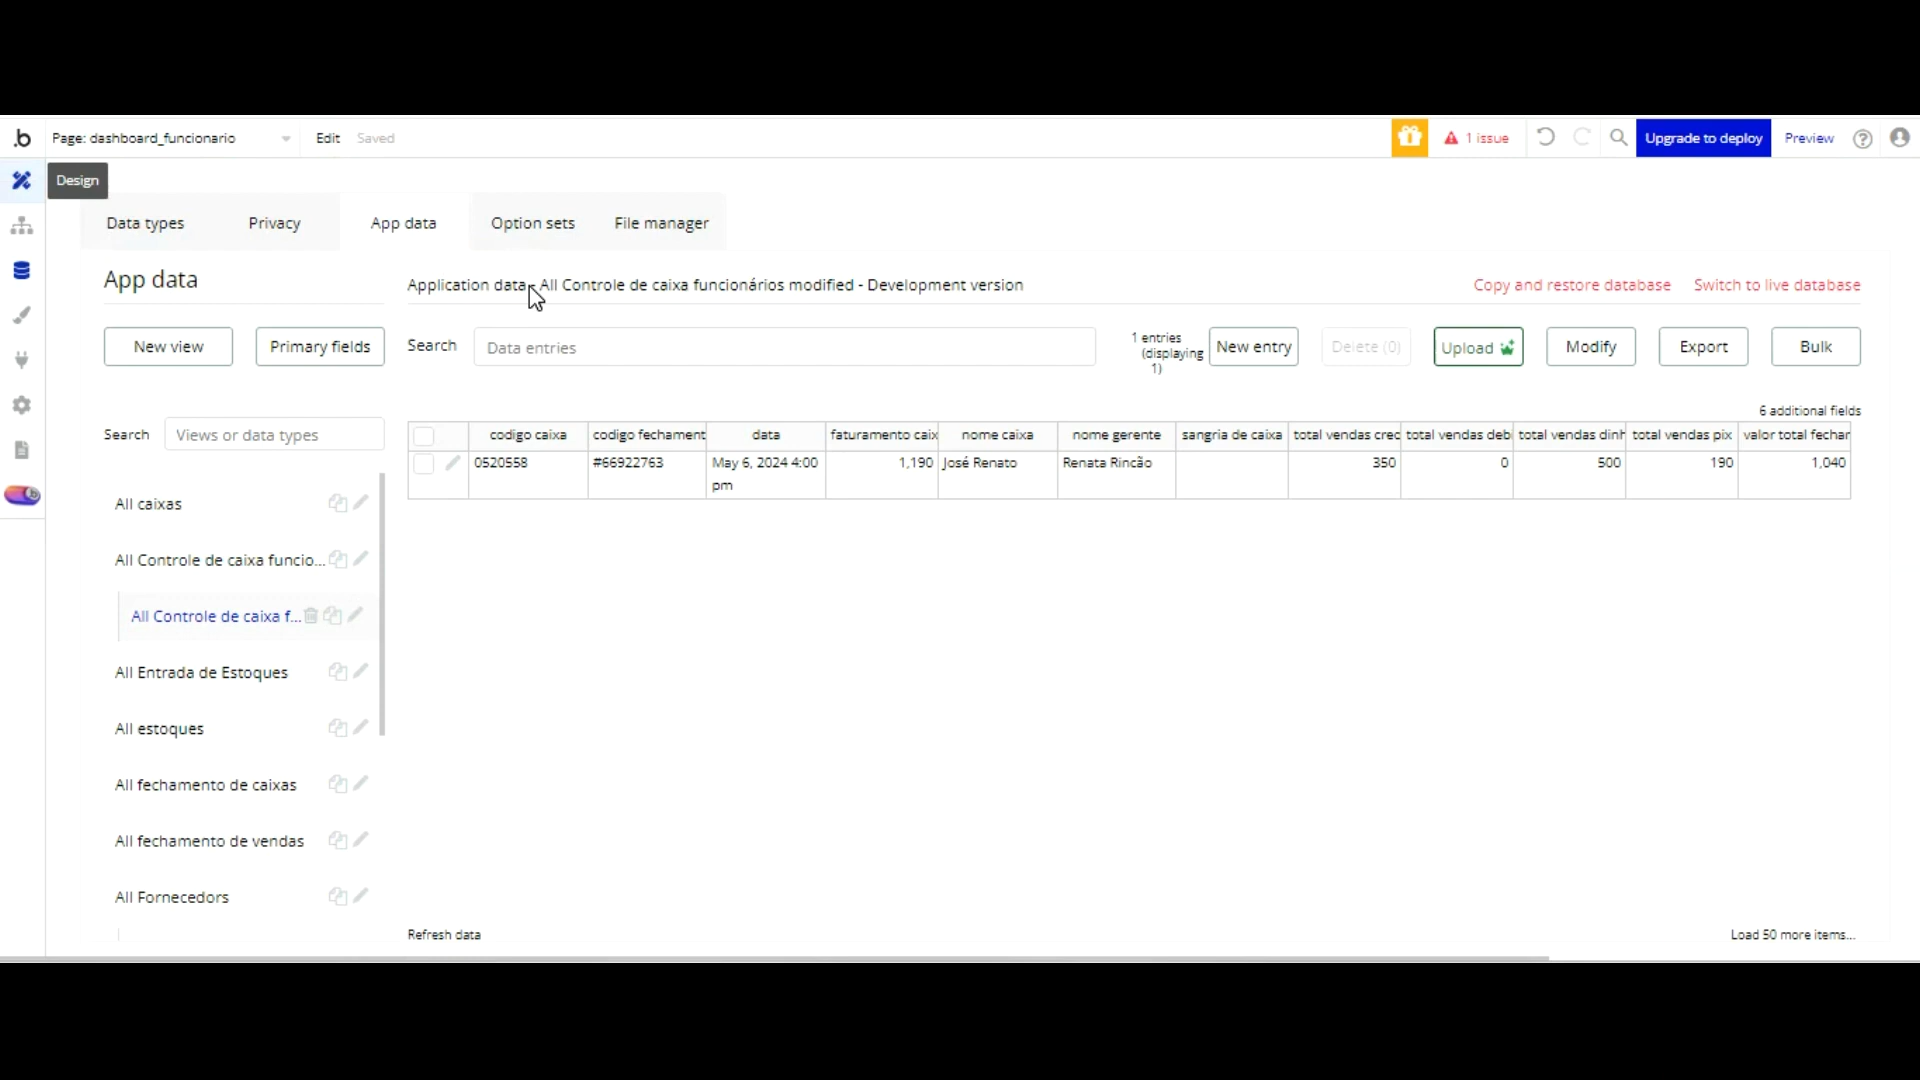 .b Page: dashboard_funcionario Edit Saved 1 issue Upgrade to deploy Preview
Design
Data types Privacy App data Option sets File manager
App data
Application data - All Controle de caixa funcionários modified - Development version Copy and restore database Switch to live database
New view Primary fields Search Data entries 1 entries (displaying 1) New entry Delete (0) Upload Modify Export Bulk
6 additional fields
Search Views or data types
codigo caixa codigo fechament data faturamento caix nome caixa nome gerente sangria de caixa total vendas cred total vendas deb total vendas dinh total vendas pix valor total fechar
0520558 #66922763 May 6, 2024 4:00 pm 1,190 José Renato Renata Rincão 350 0 500 190 1,040
All caixas
All Controle de caixa funcio...
All Controle de caixa f...
All Entrada de Estoques
All estoques
All fechamento de caixas
All fechamento de vendas
All Fornecedors
Refresh data Load 50 more items...